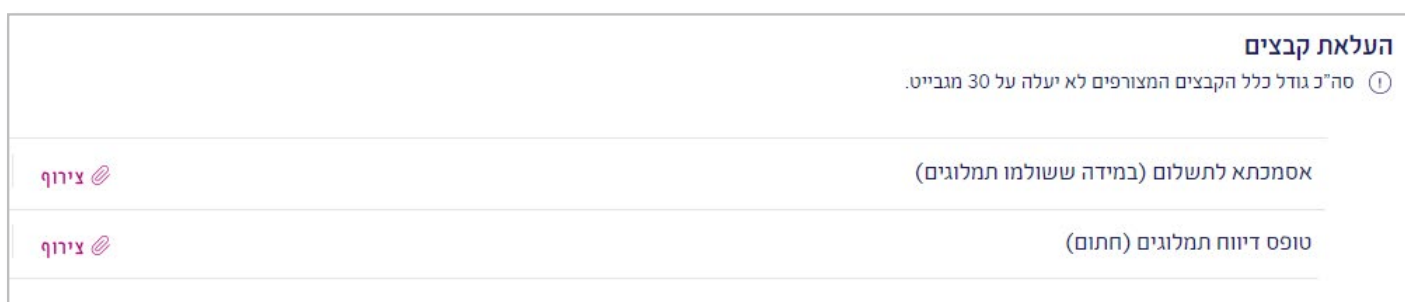 העלאת קבצים
סה"כ גודל כלל הקבצים המצורפים לא יעלה על 30 מגבייט.
אסמכתא לתשלום (במידה ששולמו תמלוגים)
צירוף
טופס דיווח תמלוגים (חתום)
צירוף